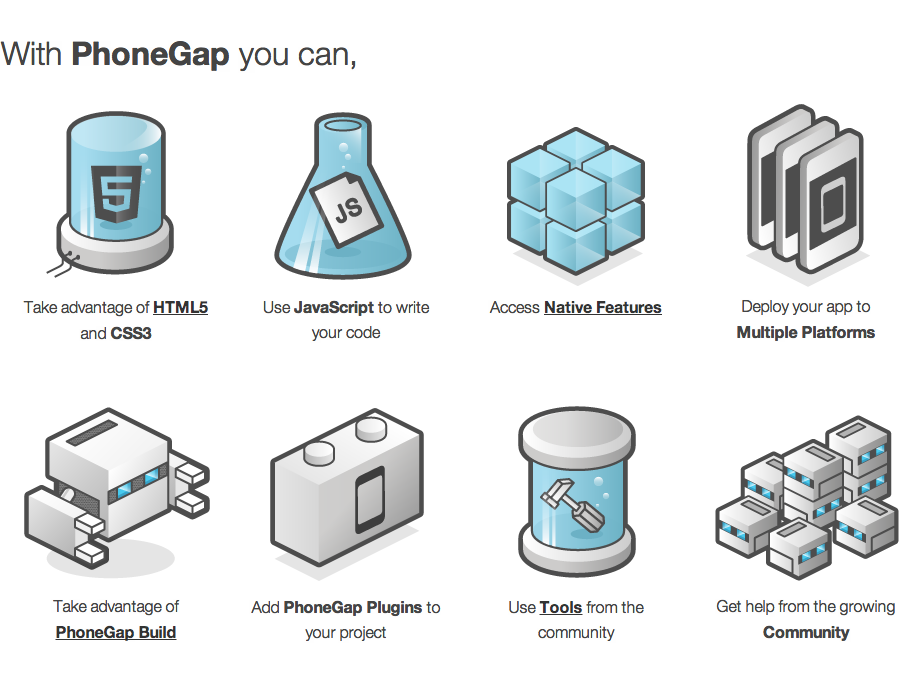 With PhoneGap you can,
5
JS
Take advantage of HTML5
and CSS3
Use JavaScript to write
your code
Access Native Features
Deploy your app to
Multiple Platforms
Take advantage of
PhoneGap Build
Add PhoneGap Plugins to
your project
Use Tools from the
community
Get help from the growing
Community